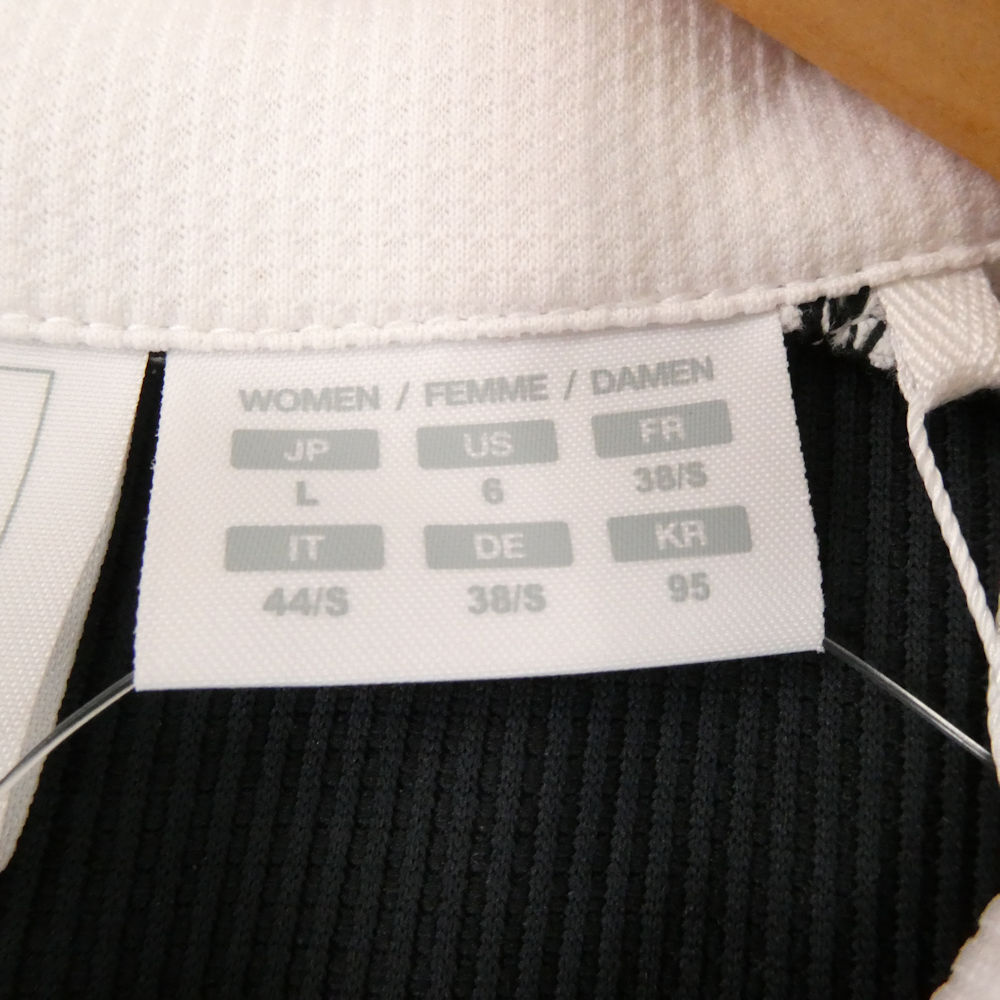 WOMEN / FEMME / DAMEN
JP US FR
L 6 38/S
IT DE KR
44/S 38/S 95